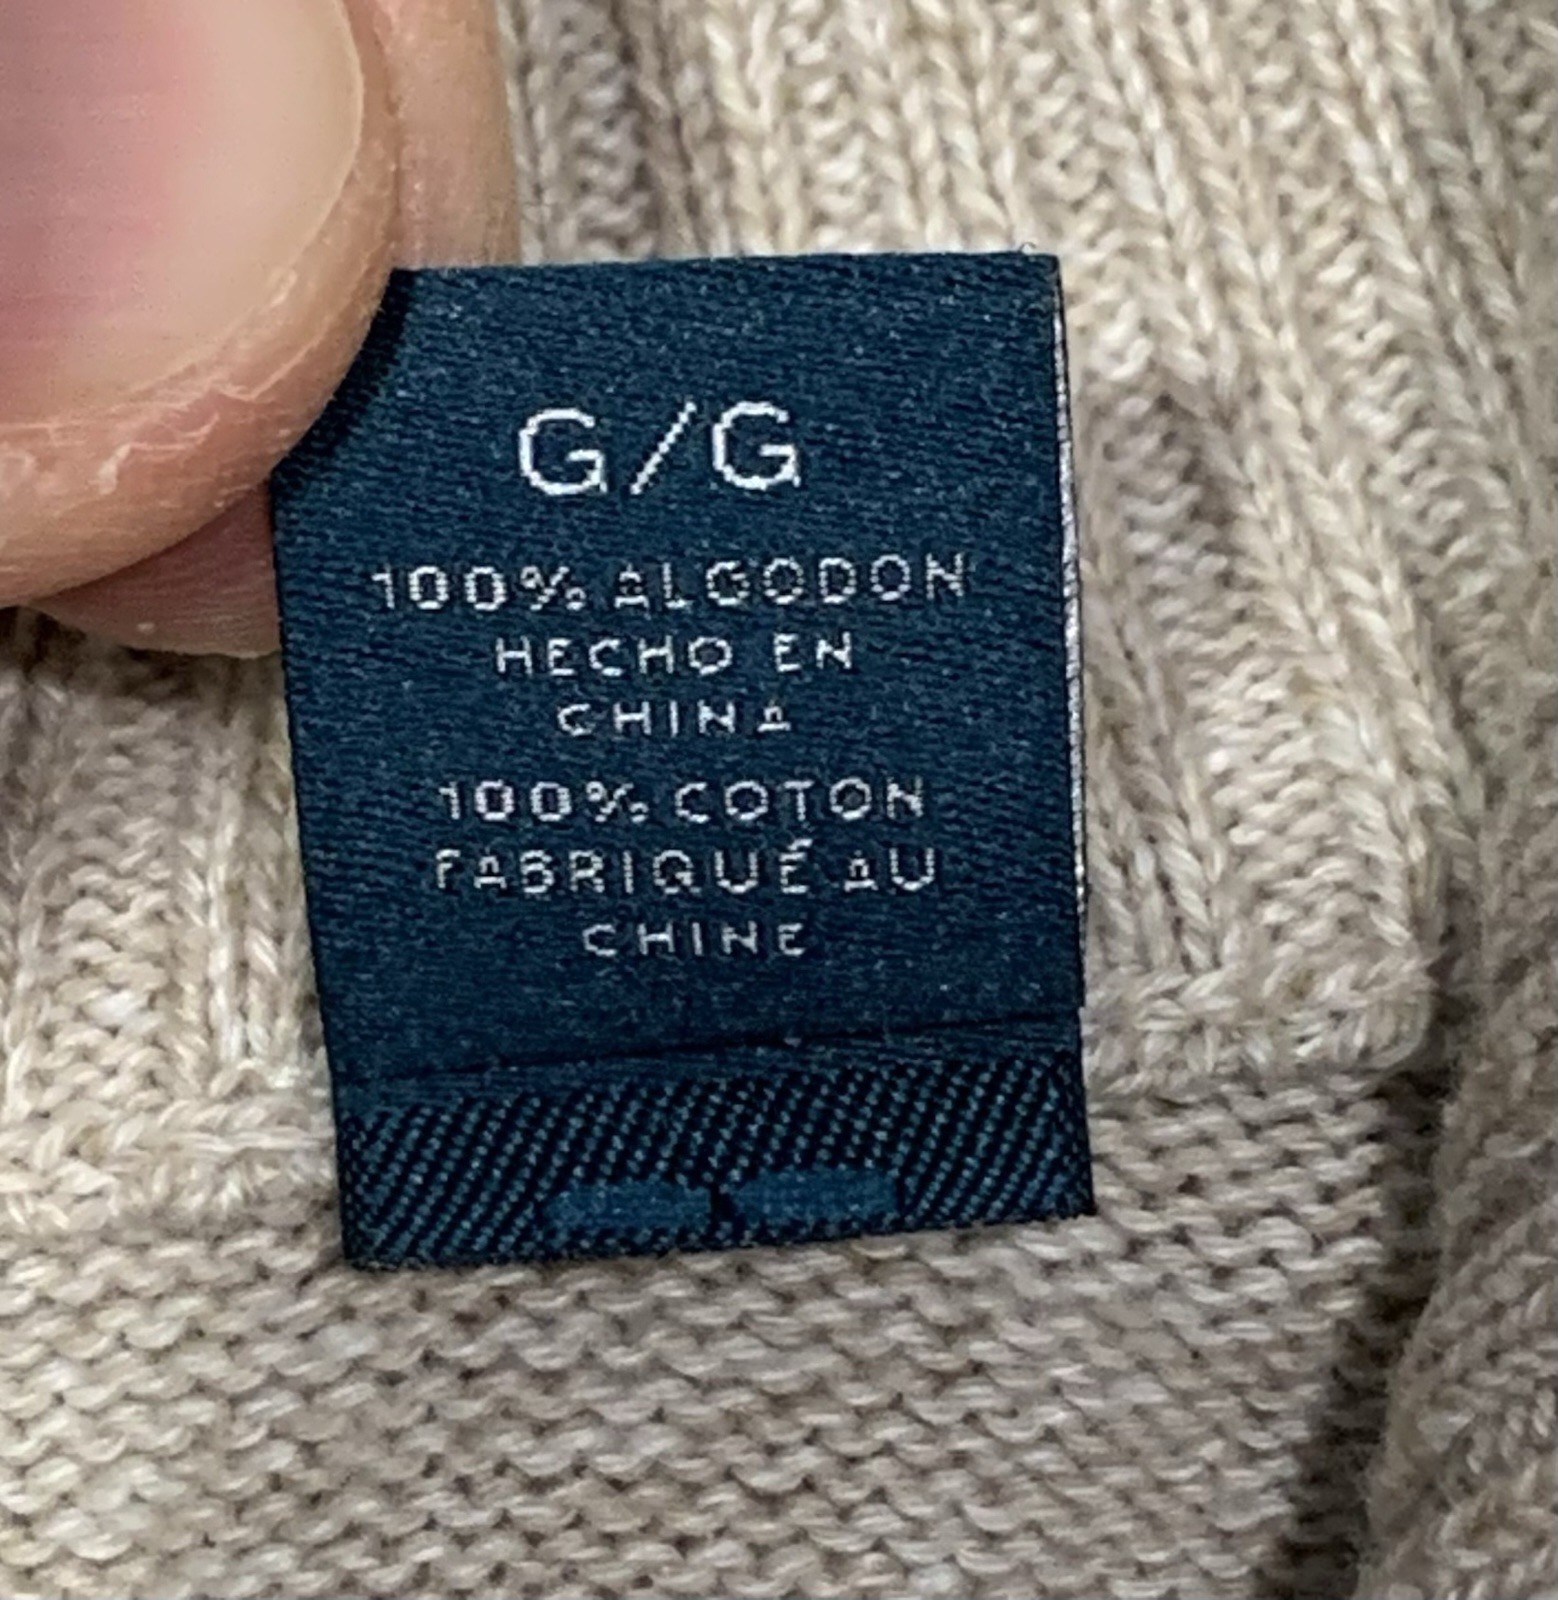 G/G
100% ALGODON
HECHO EN
CHINA
100% COTON
FABRIQUÉ AU
CHINE